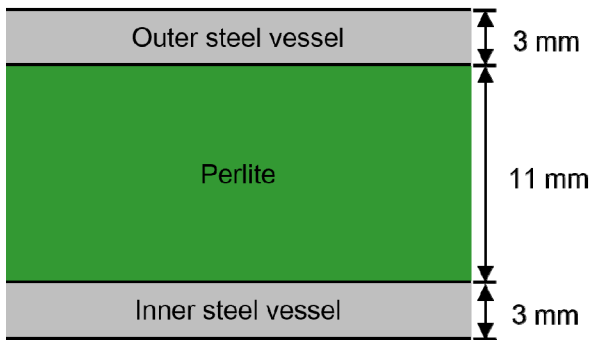 Outer steel vessel
3 mm
Perlite
11 mm
Inner steel vessel
3 mm